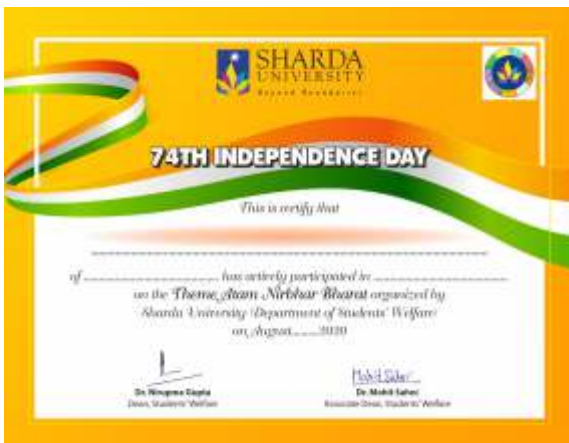 SHARDA
UNIVERSITY
Beyond Boundaries
74TH INDEPENDENCE DAY
This is certify that
of ............ has actively participated in ............
on the Theme Atam Nirbhar Bharat organized by
Sharda University (Department of Students' Welfare)
on August.........2020
Dr. Nirupma Gupta
Dean, Students' Welfare
Dr. Mohit Sahni
Associate Dean, Students' Welfare